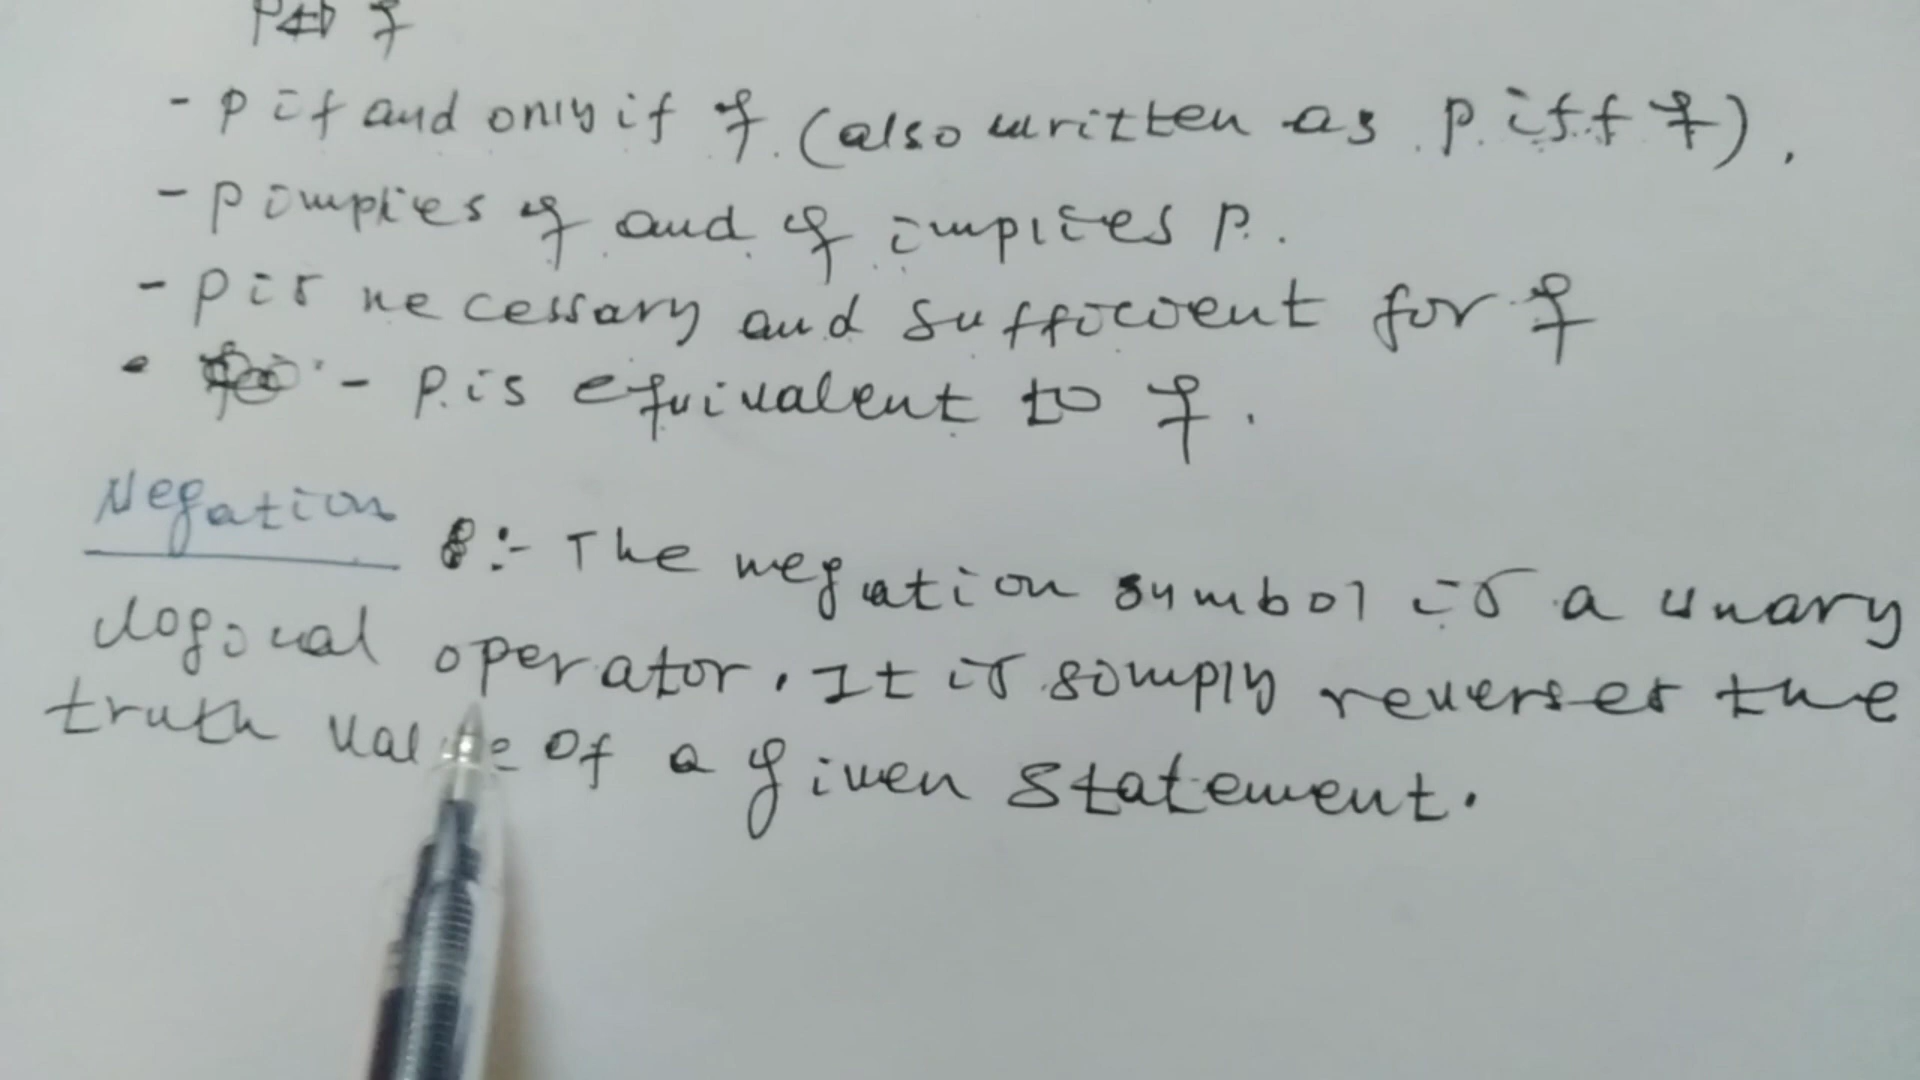 P⇔ q
- p if and only if q (also written as p iff q).
- p implies q and q implies p.
- p is necessary and sufficient for q
• - p is equivalent to q.
Negation :- The negation symbol is a unary
logical operator. It is simply reverses the
truth value of a given statement.